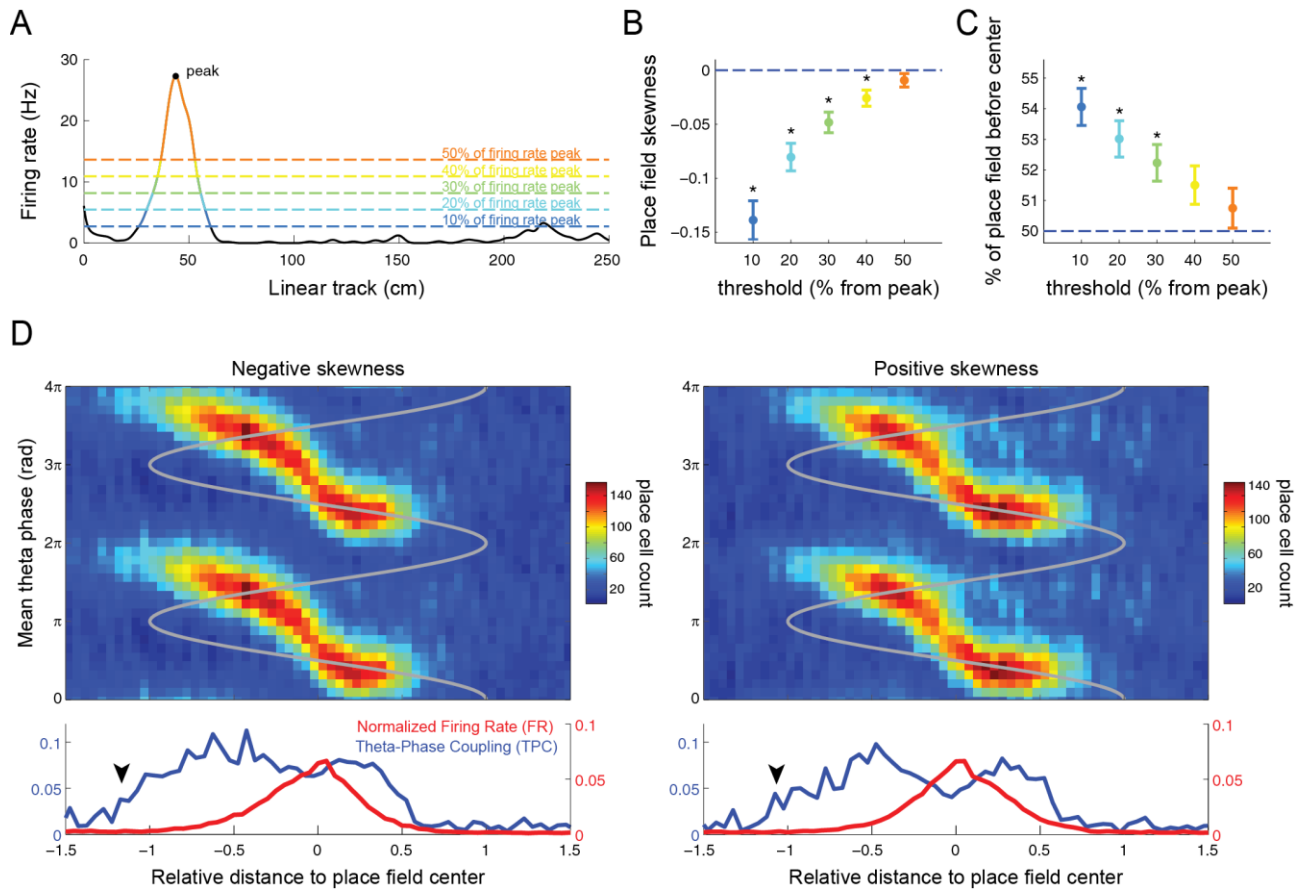 A
30
20
10
0
Firing rate (Hz)
peak
50% of firing rate peak
40% of firing rate peak
30% of firing rate peak
20% of firing rate peak
10% of firing rate peak
0 50 100 150 200 250
Linear track (cm)
B
0
−0.05
−0.10
−0.15
Place field skewness
* * * *
10 20 30 40 50
threshold (% from peak)
C
55
54
53
52
51
50
% of place field before center
* * *
10 20 30 40 50
threshold (% from peak)
D
Negative skewness
4π
3π
2π
π
0
Mean theta phase (rad)
140
100
60
20
place cell count
Positive skewness
140
100
60
20
place cell count
Normalized Firing Rate (FR)
Theta-Phase Coupling (TPC)
0.1
0.05
0
0.1
0.05
0
−1.5 −1 −0.5 0 0.5 1 1.5
Relative distance to place field center
0.1
0.05
0
0.1
0.05
0
−1.5 −1 −0.5 0 0.5 1 1.5
Relative distance to place field center